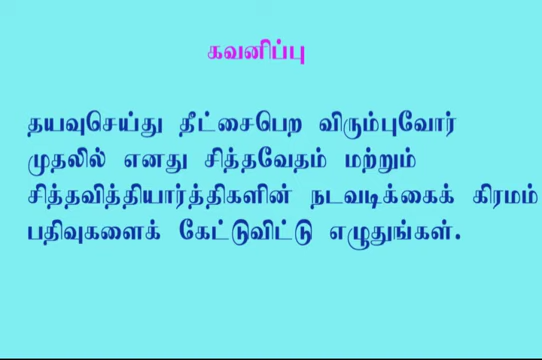 கவனிப்பு
தயவுசெய்து தீட்சைபெற விரும்புவோர்
முதலில் எனது சித்தவேதம் மற்றும்
சித்தவித்தியார்த்திகளின் நடவடிக்கைக் கிரமம்
பதிவுகளைக் கேட்டுவிட்டு எழுதுங்கள்.